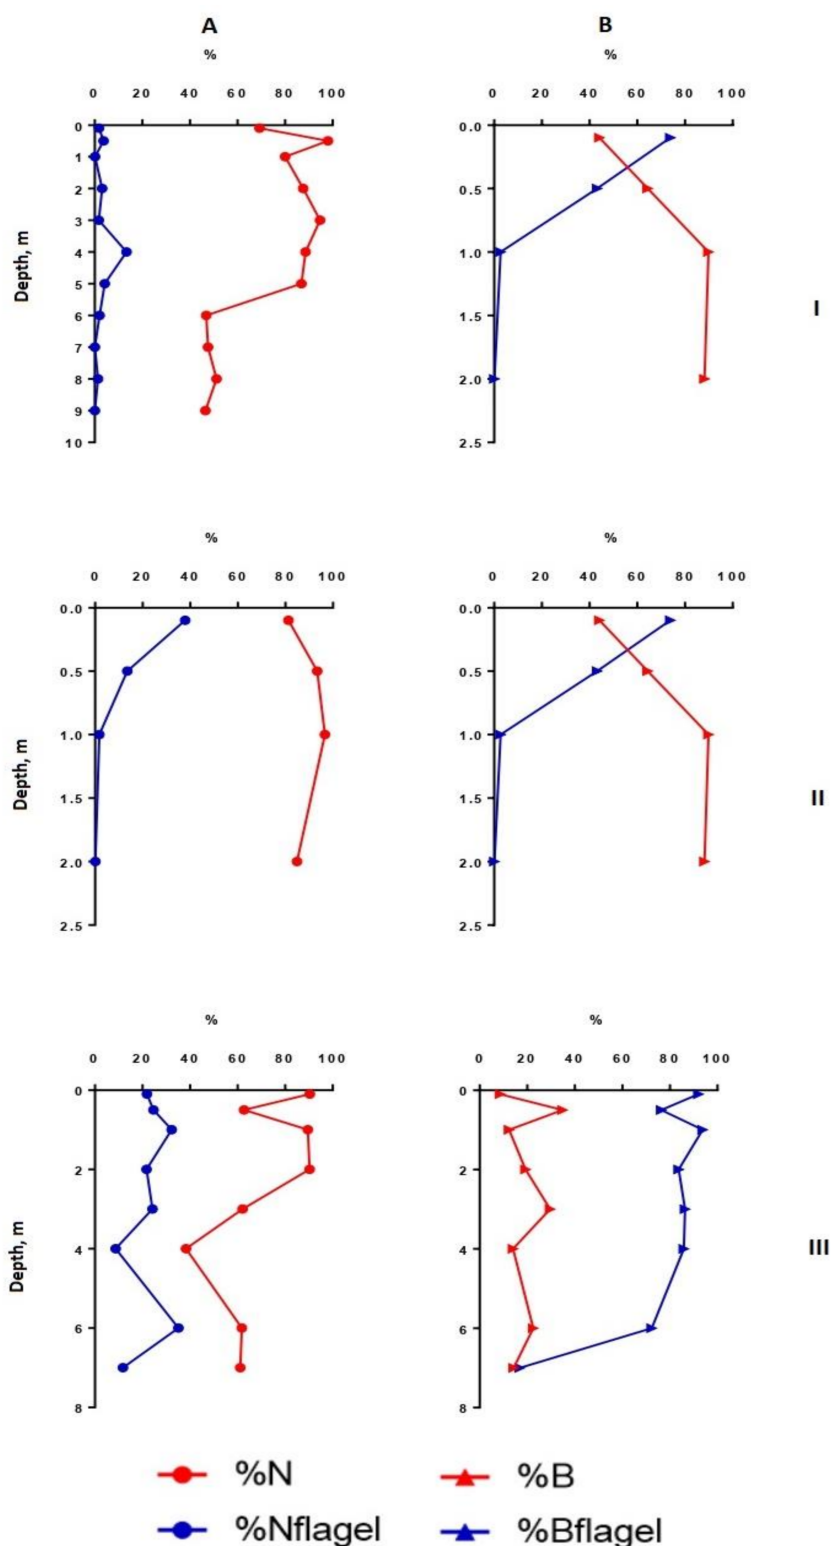 A B
% %
0 20 40 60 80 100 0 20 40 60 80 100
0 0.0
1
2 0.5
3
4 1.0
Depth, m
5
I
6 1.5
7
8 2.0
9
10 2.5
% %
0 20 40 60 80 100 0 20 40 60 80 100
0.0 0.0
0.5 0.5
1.0 1.0
Depth, m
1.5 1.5
II
2.0 2.0
2.5 2.5
% %
0 20 40 60 80 100 0 20 40 60 80 100
0 0
2 2
Depth, m
4 4
III
6 6
8 8
%N %B
%Nflagel %Bflagel